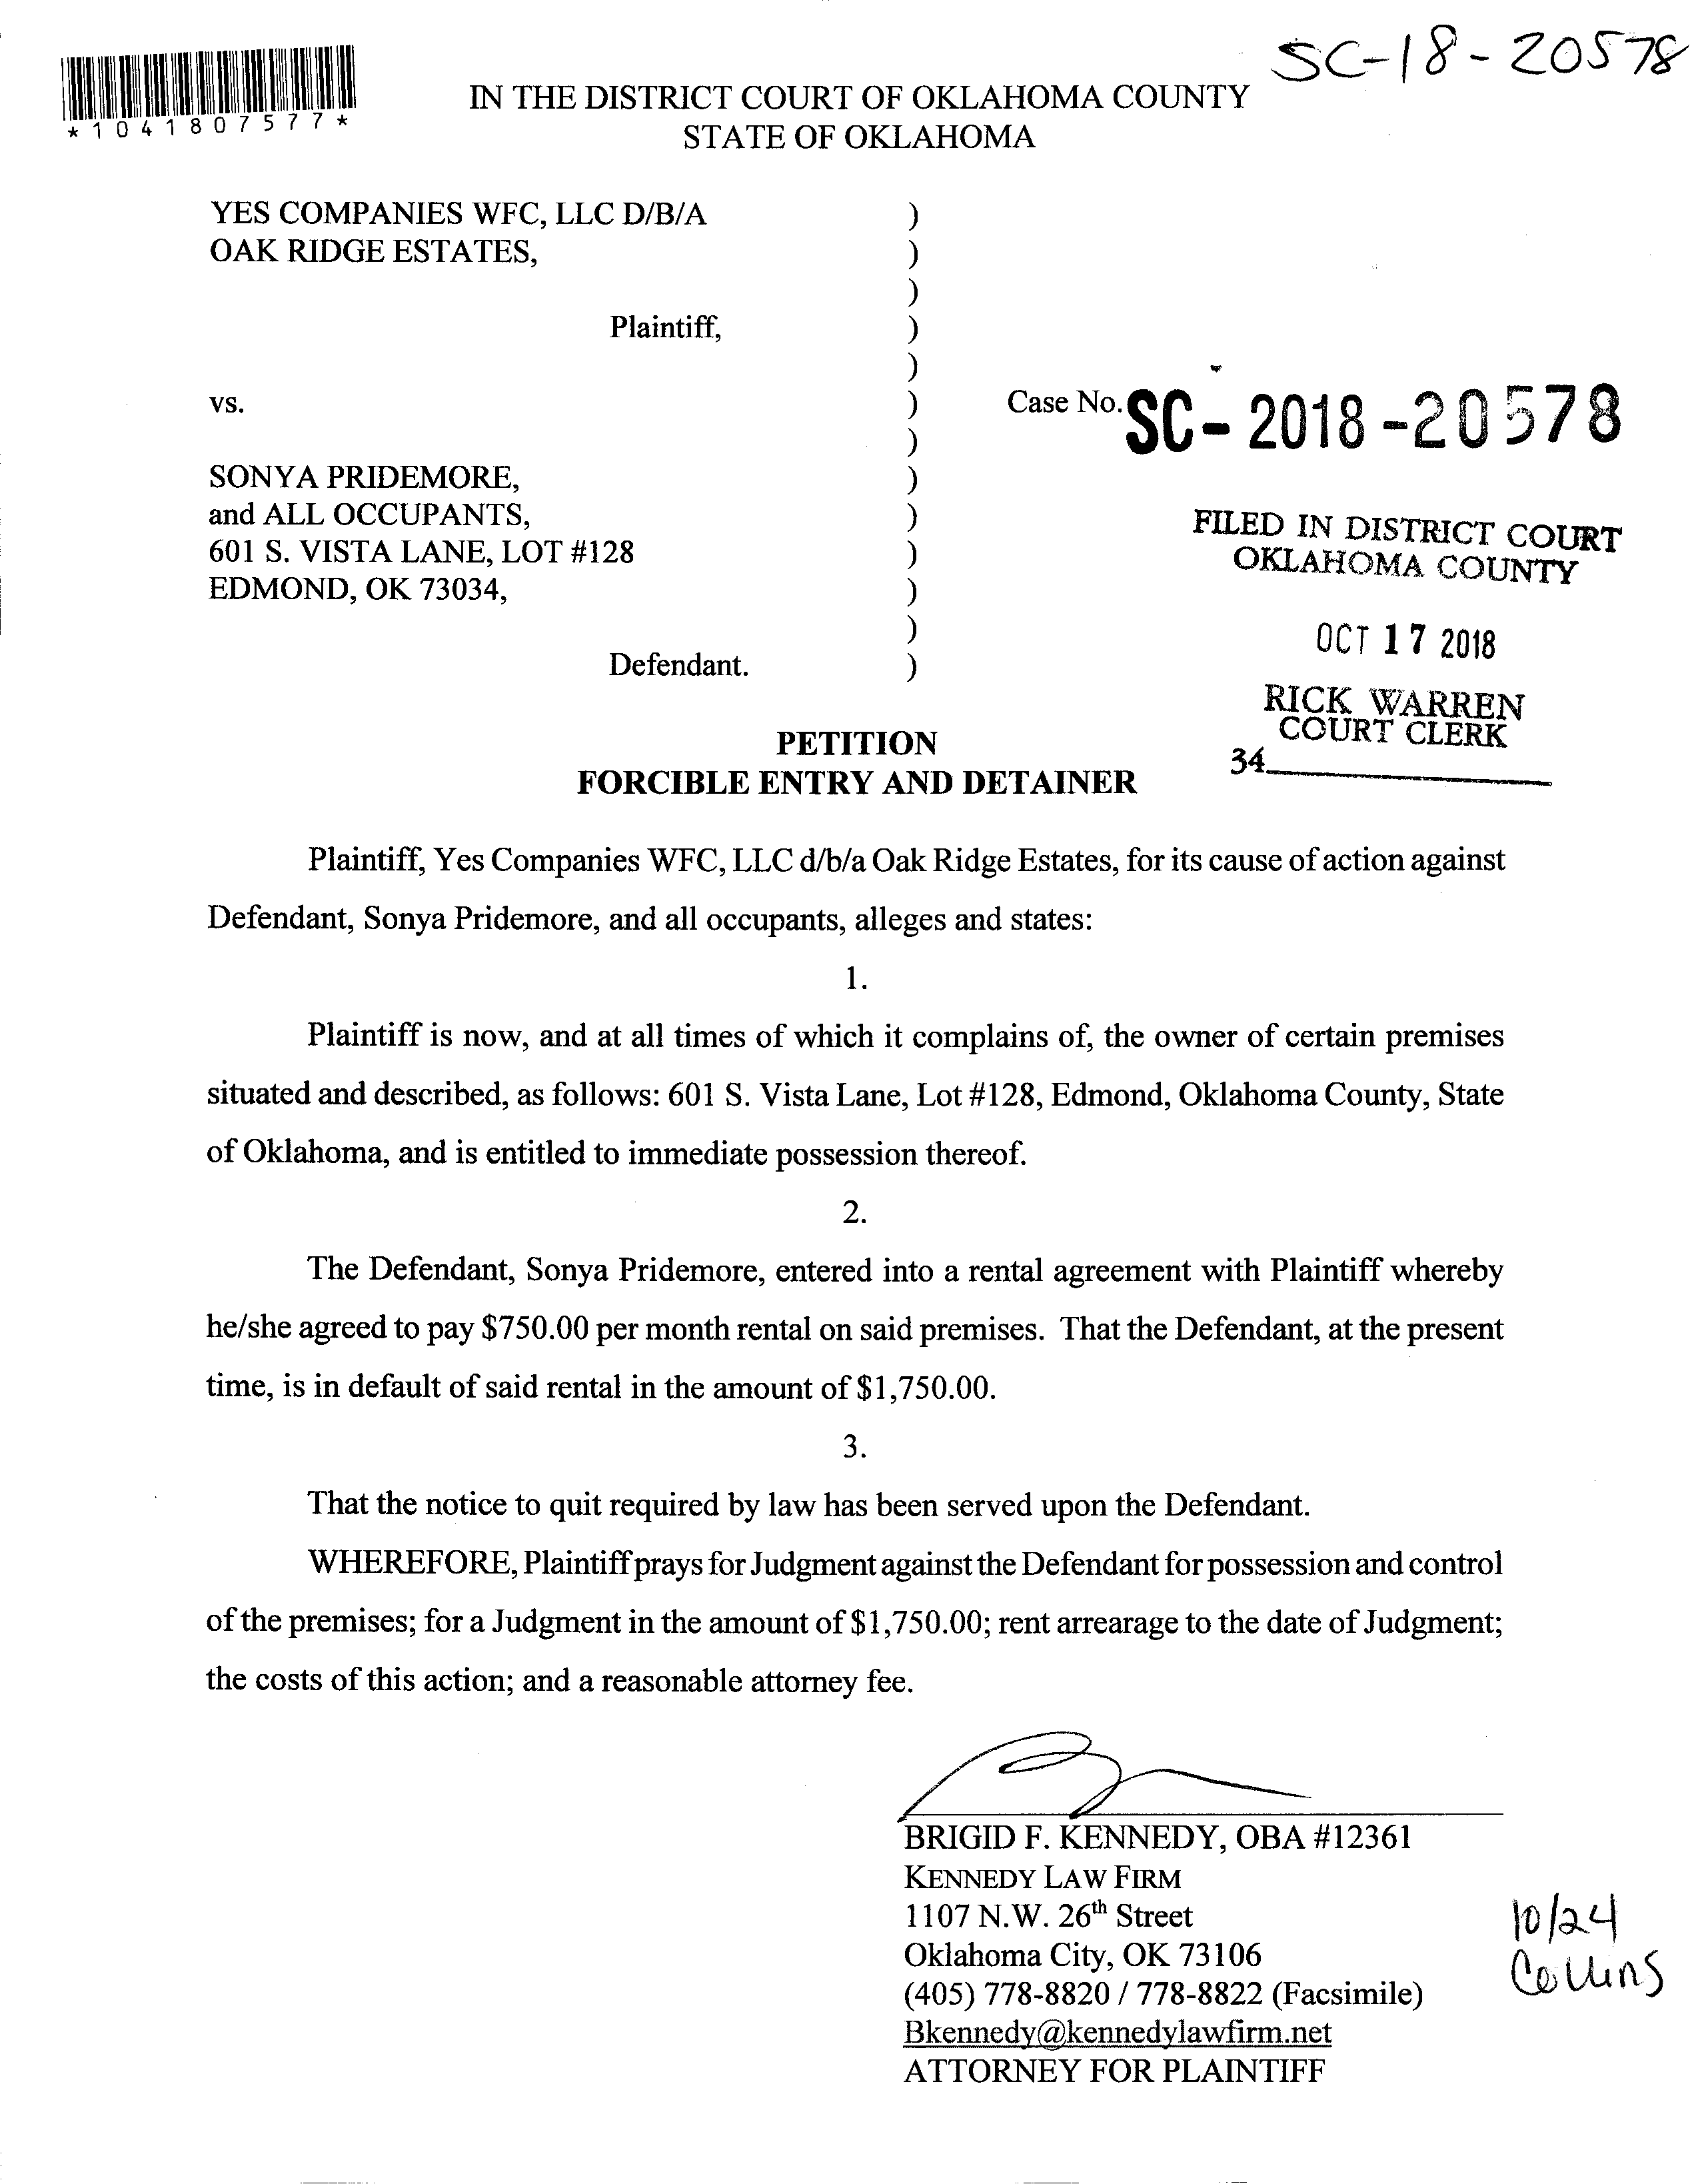 SC-18-20578
*1041807577*
IN THE DISTRICT COURT OF OKLAHOMA COUNTY
STATE OF OKLAHOMA
YES COMPANIES WFC, LLC D/B/A )
OAK RIDGE ESTATES, )
)
Plaintiff, )
)
vs. ) Case No. SC-2018-20578
)
SONYA PRIDEMORE, )
and ALL OCCUPANTS, )
601 S. VISTA LANE, LOT #128 )
EDMOND, OK 73034, )
)
Defendant. )
FILED IN DISTRICT COURT
OKLAHOMA COUNTY
OCT 17 2018
RICK WARREN
COURT CLERK
34
PETITION
FORCIBLE ENTRY AND DETAINER
Plaintiff, Yes Companies WFC, LLC d/b/a Oak Ridge Estates, for its cause of action against
Defendant, Sonya Pridemore, and all occupants, alleges and states:
1.
Plaintiff is now, and at all times of which it complains of, the owner of certain premises
situated and described, as follows: 601 S. Vista Lane, Lot #128, Edmond, Oklahoma County, State
of Oklahoma, and is entitled to immediate possession thereof.
2.
The Defendant, Sonya Pridemore, entered into a rental agreement with Plaintiff whereby
he/she agreed to pay $750.00 per month rental on said premises. That the Defendant, at the present
time, is in default of said rental in the amount of $1,750.00.
3.
That the notice to quit required by law has been served upon the Defendant.
WHEREFORE, Plaintiff prays for Judgment against the Defendant for possession and control
of the premises; for a Judgment in the amount of $1,750.00; rent arrearage to the date of Judgment;
the costs of this action; and a reasonable attorney fee.
BRIGID F. KENNEDY, OBA #12361
KENNEDY LAW FIRM
1107 N.W. 26th Street
Oklahoma City, OK 73106
(405) 778-8820 / 778-8822 (Facsimile)
Bkennedy@kennedylawfirm.net
ATTORNEY FOR PLAINTIFF
10/24
Collins